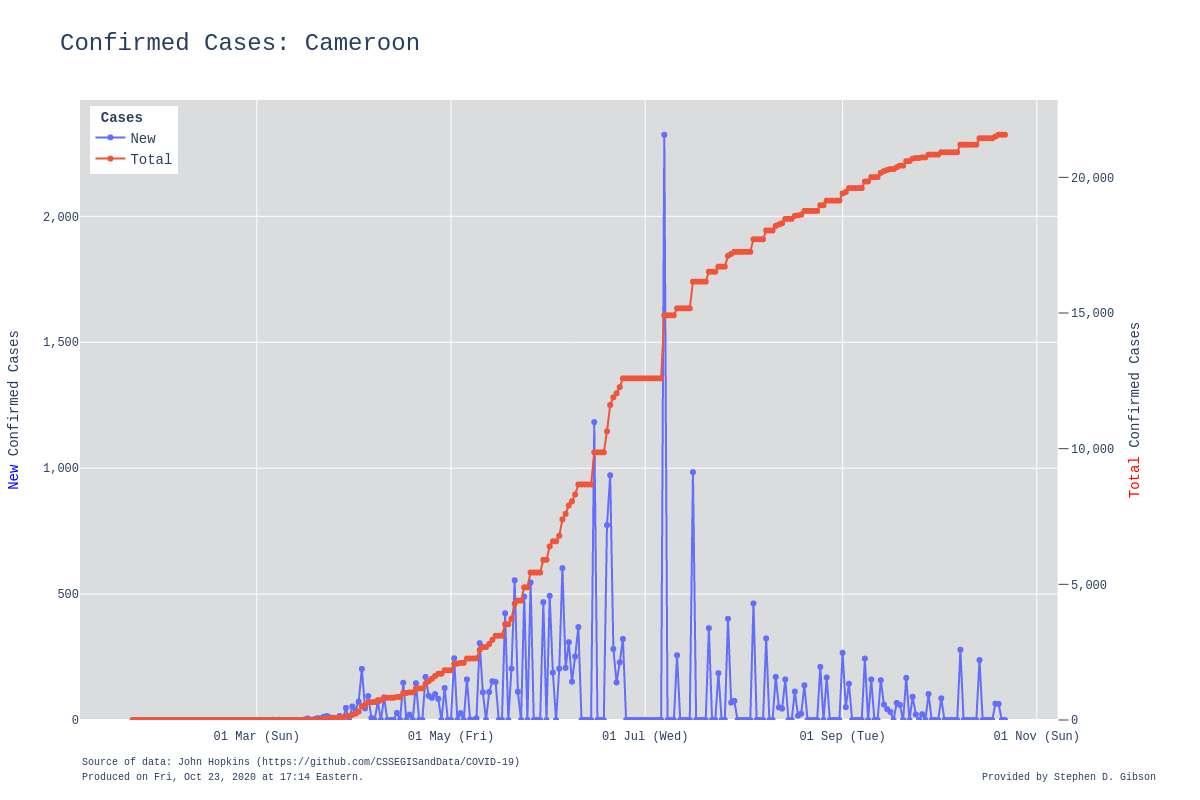 Confirmed Cases: Cameroon
Cases
New
Total
2,000
1,500
1,000
500
0
New Confirmed Cases
20,000
15,000
10,000
5,000
0
Total Confirmed Cases
01 Mar (Sun)
01 May (Fri)
01 Jul (Wed)
01 Sep (Tue)
01 Nov (Sun)
Source of data: John Hopkins (https://github.com/CSSEGISandData/COVID-19)
Produced on Fri, Oct 23, 2020 at 17:14 Eastern.
Provided by Stephen D. Gibson